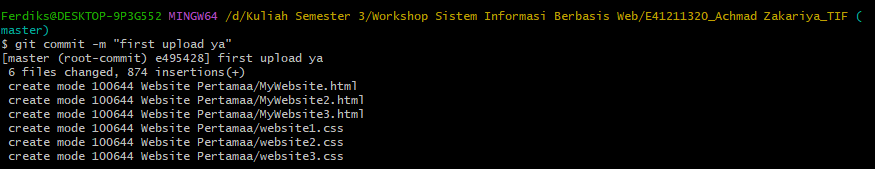 Ferdiks@DESKTOP-9P3G552 MINGW64 /d/Kuliah Semester 3/Workshop Sistem Informasi Berbasis Web/E41211320_Achmad Zakariya_TIF (
master)
$ git commit -m "first upload ya"
[master (root-commit) e495428] first upload ya
 6 files changed, 874 insertions(+)
 create mode 100644 Website Pertamaa/MyWebsite.html
 create mode 100644 Website Pertamaa/MyWebsite2.html
 create mode 100644 Website Pertamaa/MyWebsite3.html
 create mode 100644 Website Pertamaa/website1.css
 create mode 100644 Website Pertamaa/website2.css
 create mode 100644 Website Pertamaa/website3.css